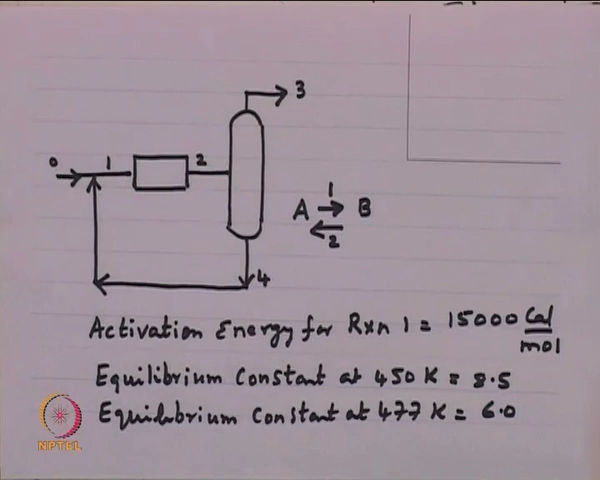 3
0
1
2
A 1 → B
← 2
4
Activation Energy for Rxn 1 = 15000 Cal/mol
Equilibrium Constant at 450 K = 8.5
Equilubrium Constant at 477 K = 6.0
NPTEL